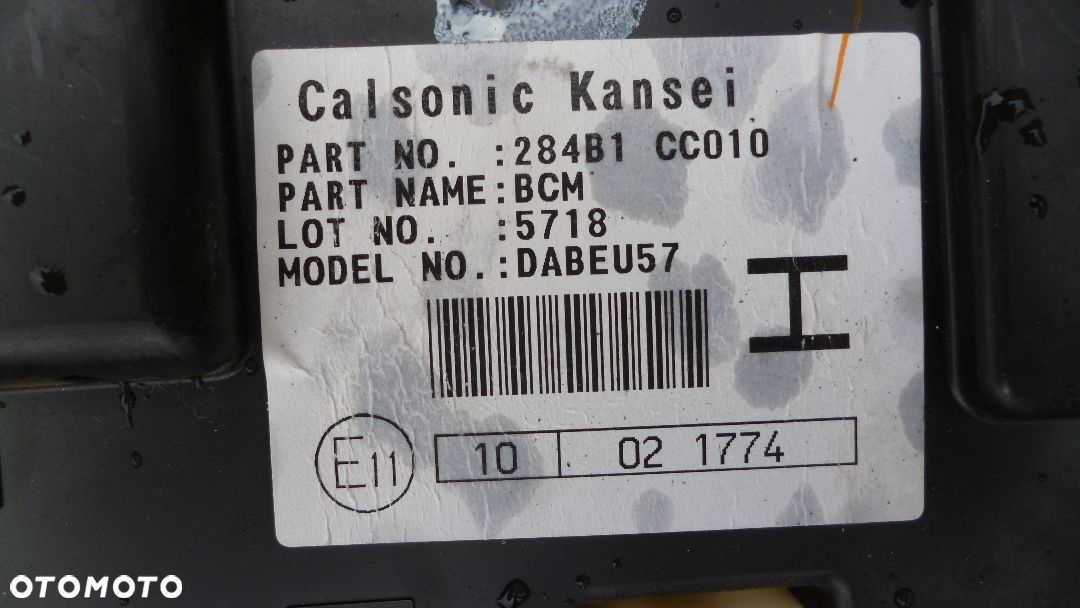 Calsonic Kansei
PART NO. :284B1 CC010
PART NAME:BCM
LOT NO. :5718
MODEL NO.:DABEU57
H
E11 10 02 1774
OTOMOTO